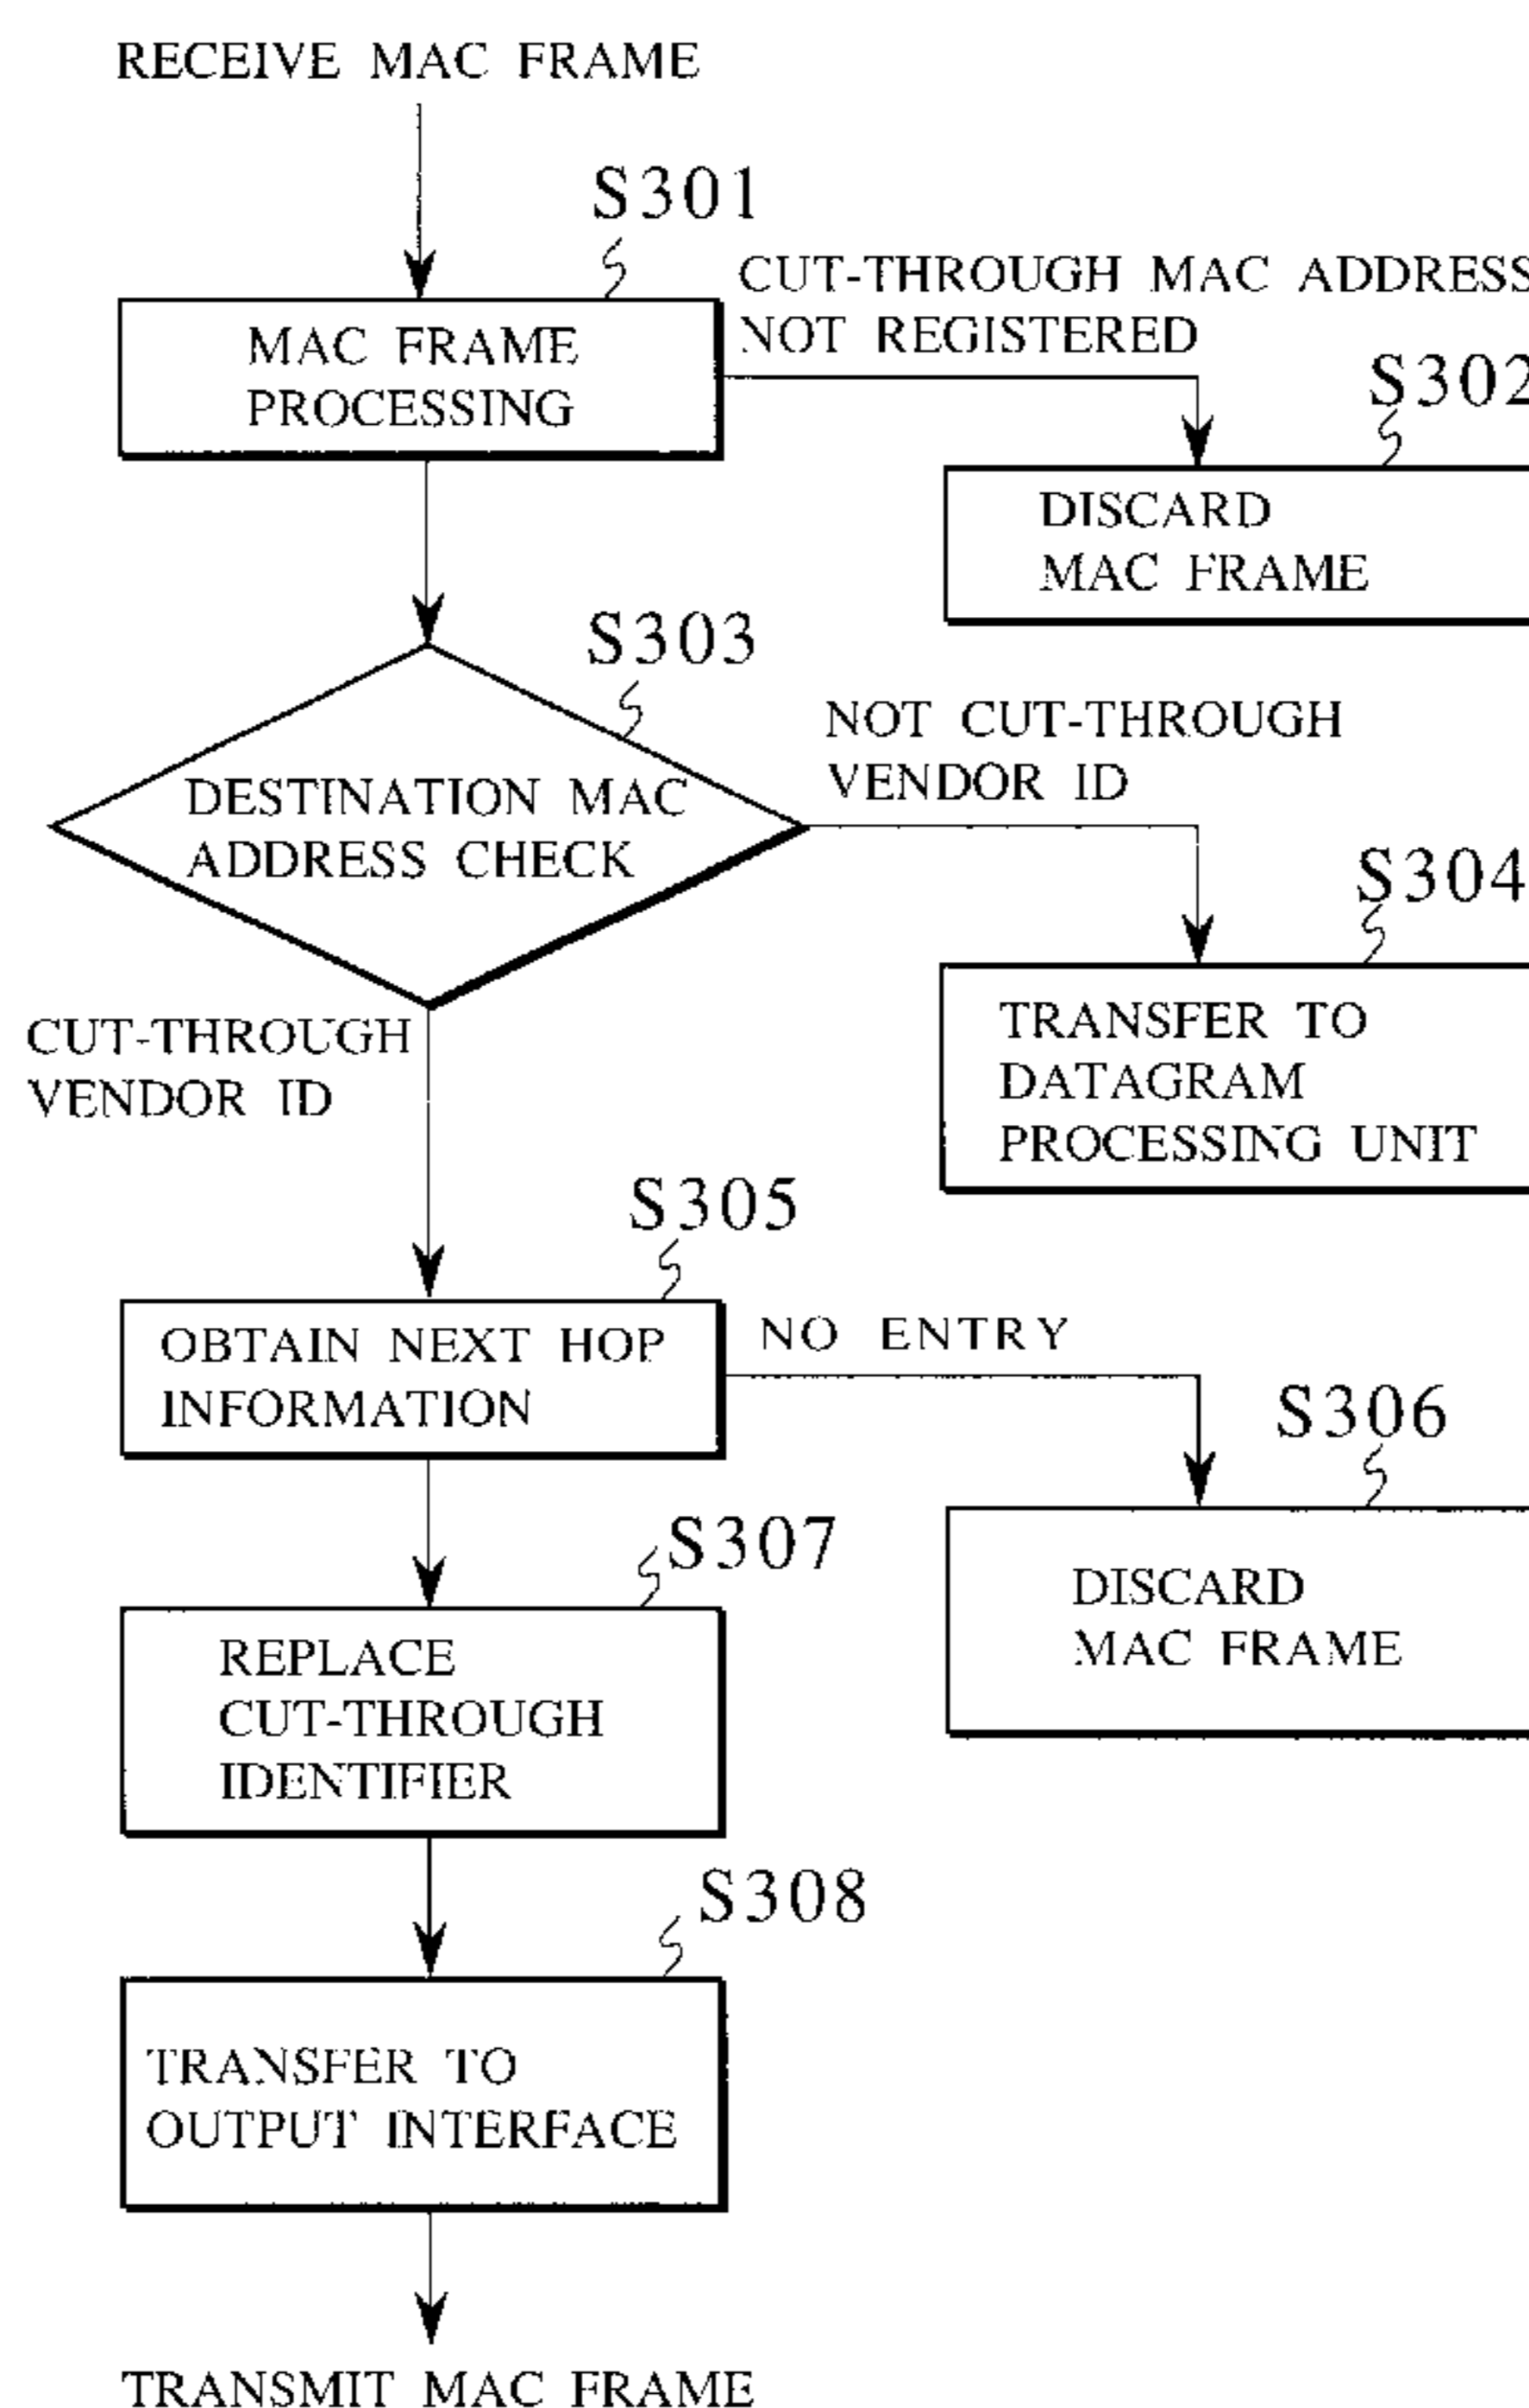 RECEIVE MAC FRAME
S301
CUT-THROUGH MAC ADDRESS
NOT REGISTERED
MAC FRAME
PROCESSING
S302
DISCARD
MAC FRAME
S303
NOT CUT-THROUGH
VENDOR ID
DESTINATION MAC
ADDRESS CHECK
S304
TRANSFER TO
DATAGRAM
PROCESSING UNIT
CUT-THROUGH
VENDOR ID
S305
OBTAIN NEXT HOP
INFORMATION
NO ENTRY
S306
DISCARD
MAC FRAME
S307
REPLACE
CUT-THROUGH
IDENTIFIER
S308
TRANSFER TO
OUTPUT INTERFACE
TRANSMIT MAC FRAME